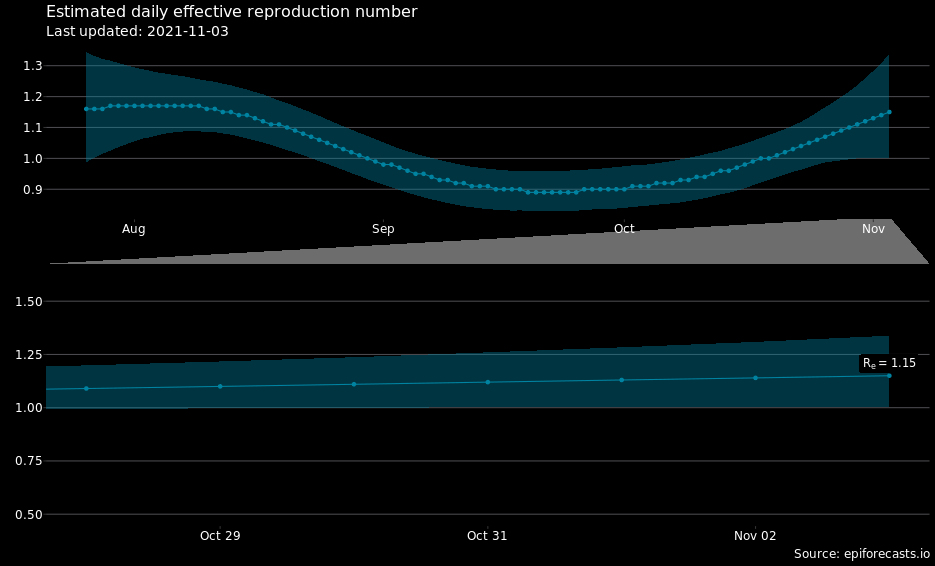 Estimated daily effective reproduction number
Last updated: 2021-11-03
1.3
1.2
1.1
1.0
0.9
Aug Sep Oct Nov
1.50
1.25
Rₑ = 1.15
1.00
0.75
0.50
Oct 29 Oct 31 Nov 02
Source: epiforecasts.io